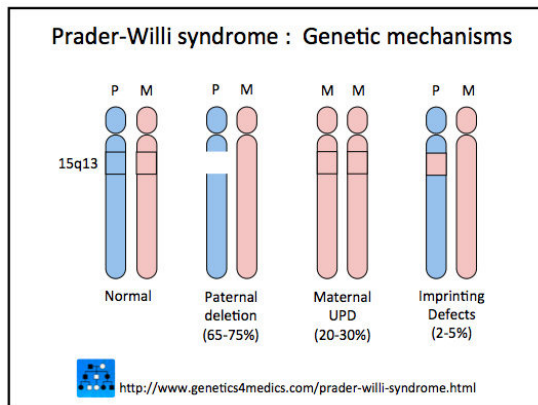 Prader-Willi syndrome : Genetic mechanisms
P M P M M M P M
15q13
Normal
Paternal
deletion
(65-75%)
Maternal
UPD
(20-30%)
Imprinting
Defects
(2-5%)
http://www.genetics4medics.com/prader-willi-syndrome.html